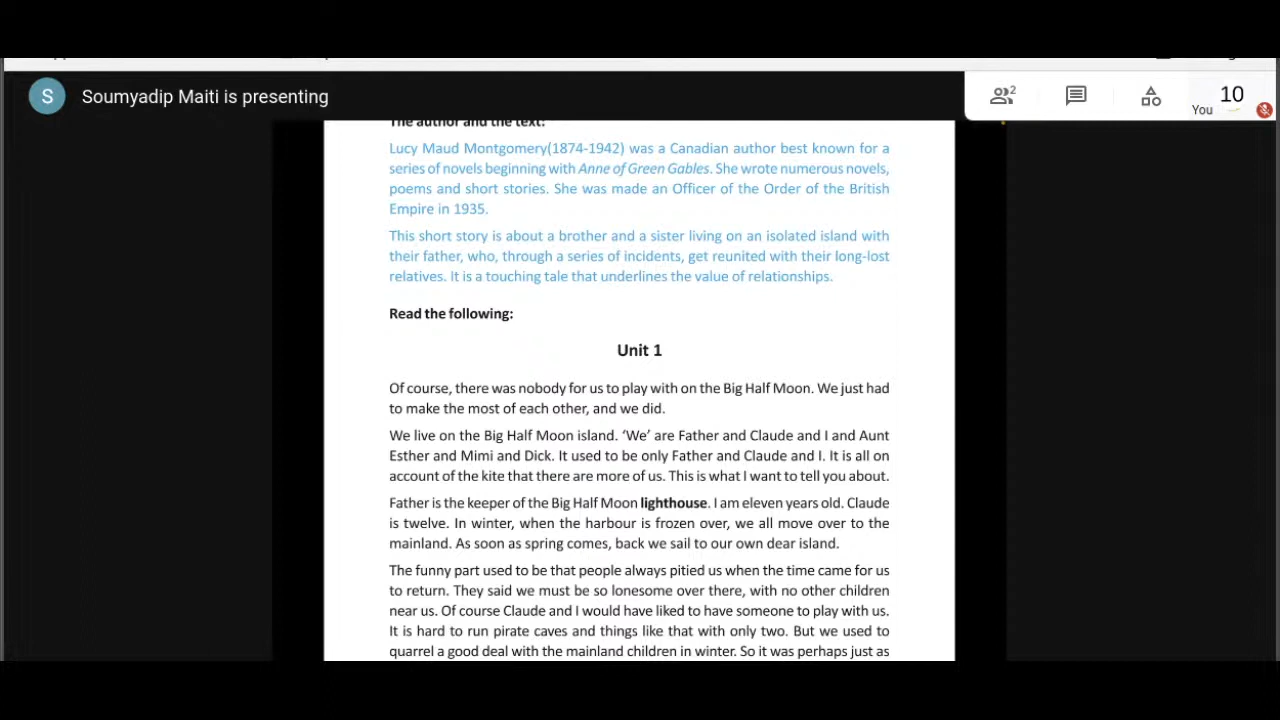 S
Soumyadip Maiti is presenting
2
10
You
The author and the text:
Lucy Maud Montgomery(1874-1942) was a Canadian author best known for a
series of novels beginning with Anne of Green Gables. She wrote numerous novels,
poems and short stories. She was made an Officer of the Order of the British
Empire in 1935.
This short story is about a brother and a sister living on an isolated island with
their father, who, through a series of incidents, get reunited with their long-lost
relatives. It is a touching tale that underlines the value of relationships.
Read the following:
Unit 1
Of course, there was nobody for us to play with on the Big Half Moon. We just had
to make the most of each other, and we did.
We live on the Big Half Moon island. ‘We’ are Father and Claude and I and Aunt
Esther and Mimi and Dick. It used to be only Father and Claude and I. It is all on
account of the kite that there are more of us. This is what I want to tell you about.
Father is the keeper of the Big Half Moon lighthouse. I am eleven years old. Claude
is twelve. In winter, when the harbour is frozen over, we all move over to the
mainland. As soon as spring comes, back we sail to our own dear island.
The funny part used to be that people always pitied us when the time came for us
to return. They said we must be so lonesome over there, with no other children
near us. Of course Claude and I would have liked to have someone to play with us.
It is hard to run pirate caves and things like that with only two. But we used to
quarrel a good deal with the mainland children in winter. So it was perhaps just as